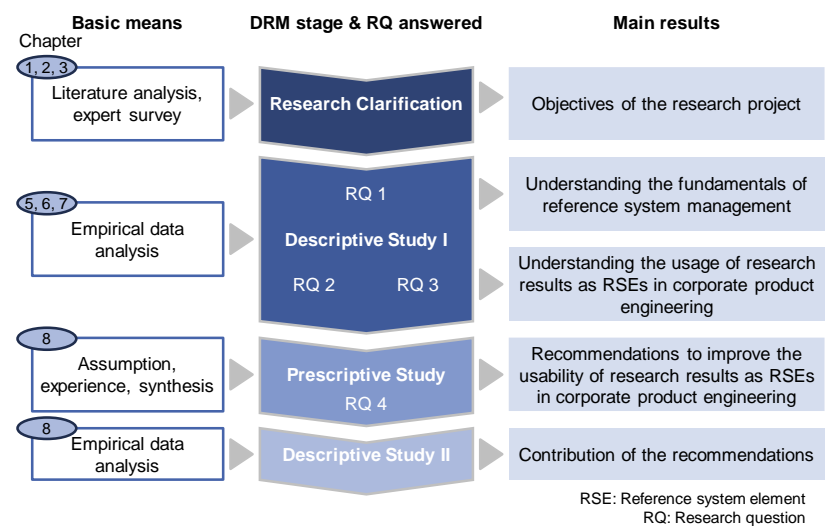 Basic means
DRM stage & RQ answered
Main results
Chapter
1, 2, 3
Literature analysis,
expert survey
Research Clarification
Objectives of the research project
5, 6, 7
Empirical data
analysis
RQ 1
Descriptive Study I
RQ 2
RQ 3
Understanding the fundamentals of
reference system management
Understanding the usage of research
results as RSEs in corporate product
engineering
8
Assumption,
experience, synthesis
Prescriptive Study
RQ 4
Recommendations to improve the
usability of research results as RSEs
in corporate product engineering
8
Empirical data
analysis
Descriptive Study II
Contribution of the recommendations
RSE: Reference system element
RQ: Research question